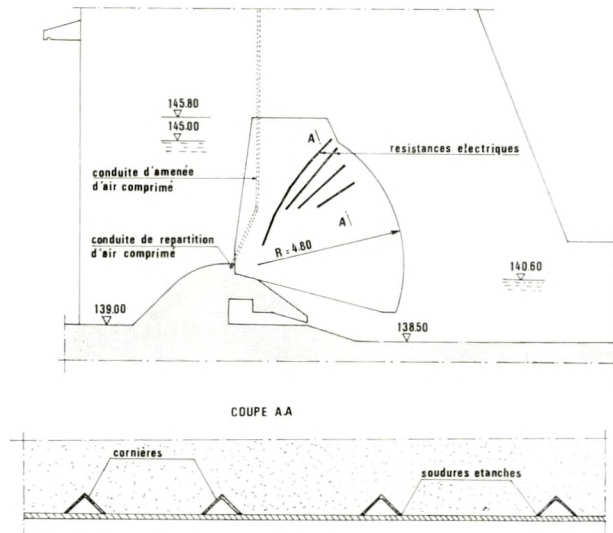 145.80
145.00
A
resistances electriques
conduite d'amenée
d'air comprimé
A
R = 4.80
conduite de repartition
d'air comprimé
140.60
139.00
138.50
COUPE A.A
cornières
soudures etanches